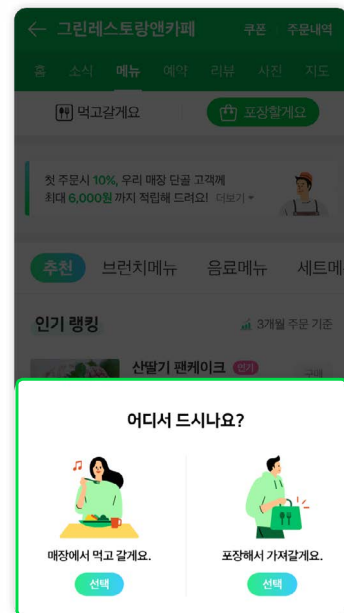 ← 그린레스토랑앤카페 쿠폰 주문내역
홈 소식 메뉴 예약 리뷰 사진 지도
먹고갈게요 포장할게요
첫 주문시 10%, 우리 매장 단골 고객께
최대 6,000원 까지 적립해 드려요! 더보기
추천 브런치메뉴 음료메뉴 세트메
인기 랭킹 3개월 주문 기준
산딸기 팬케이크 인기 구매
어디서 드시나요?
매장에서 먹고 갈게요. 포장해서 가져갈게요.
선택 선택